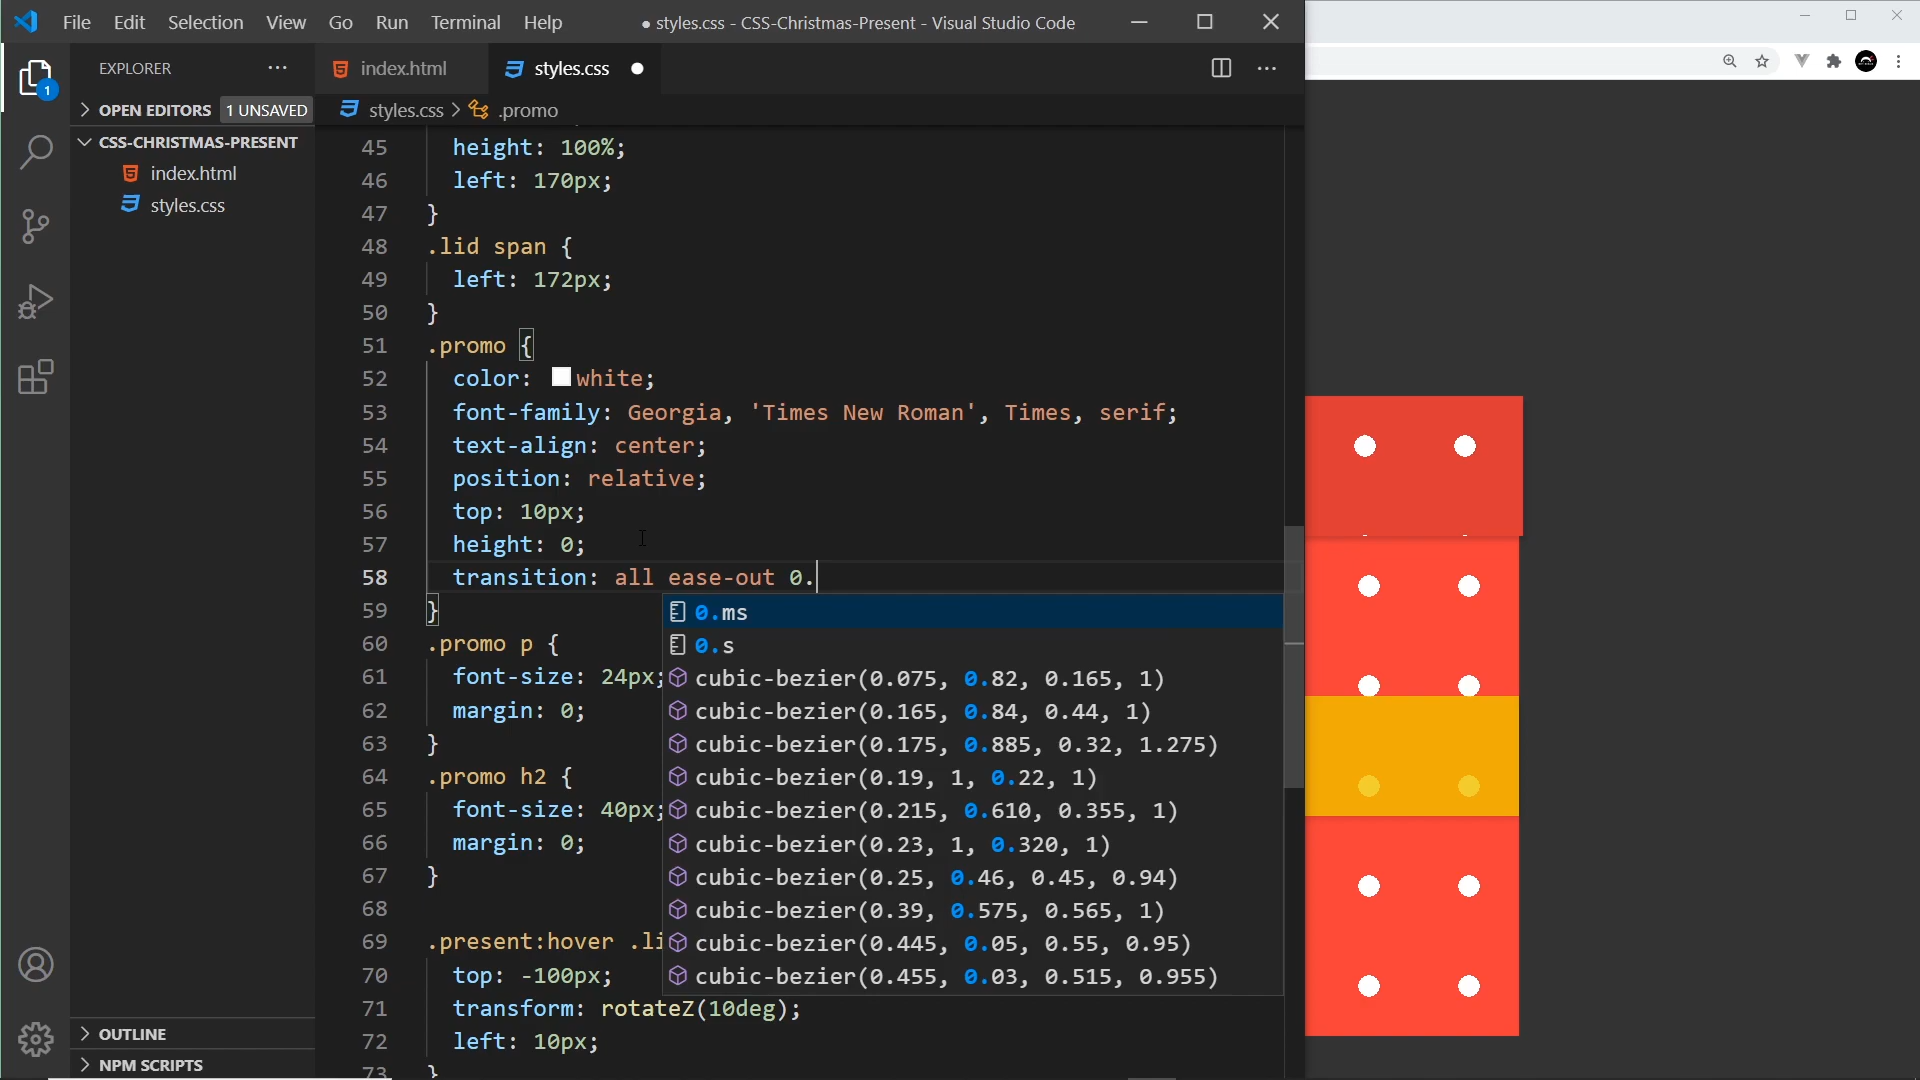 File Edit Selection View Go Run Terminal Help
● styles.css - CSS-Christmas-Present - Visual Studio Code
EXPLORER
index.html
styles.css
1
OPEN EDITORS 1 UNSAVED
styles.css > .promo
CSS-CHRISTMAS-PRESENT
index.html
styles.css
45 height: 100%;
46 left: 170px;
47 }
48 .lid span {
49 left: 172px;
50 }
51 .promo {
52 color: white;
53 font-family: Georgia, 'Times New Roman', Times, serif;
54 text-align: center;
55 position: relative;
56 top: 10px;
57 height: 0;
58 transition: all ease-out 0.
59 }
60 .promo p {
61 font-size: 24px;
62 margin: 0;
63 }
64 .promo h2 {
65 font-size: 40px;
66 margin: 0;
67 }
68
69 .present:hover .li
70 top: -100px;
71 transform: rotateZ(10deg);
72 left: 10px;
73 }
0.ms
0.s
cubic-bezier(0.075, 0.82, 0.165, 1)
cubic-bezier(0.165, 0.84, 0.44, 1)
cubic-bezier(0.175, 0.885, 0.32, 1.275)
cubic-bezier(0.19, 1, 0.22, 1)
cubic-bezier(0.215, 0.610, 0.355, 1)
cubic-bezier(0.23, 1, 0.320, 1)
cubic-bezier(0.25, 0.46, 0.45, 0.94)
cubic-bezier(0.39, 0.575, 0.565, 1)
cubic-bezier(0.445, 0.05, 0.55, 0.95)
cubic-bezier(0.455, 0.03, 0.515, 0.955)
OUTLINE
NPM SCRIPTS